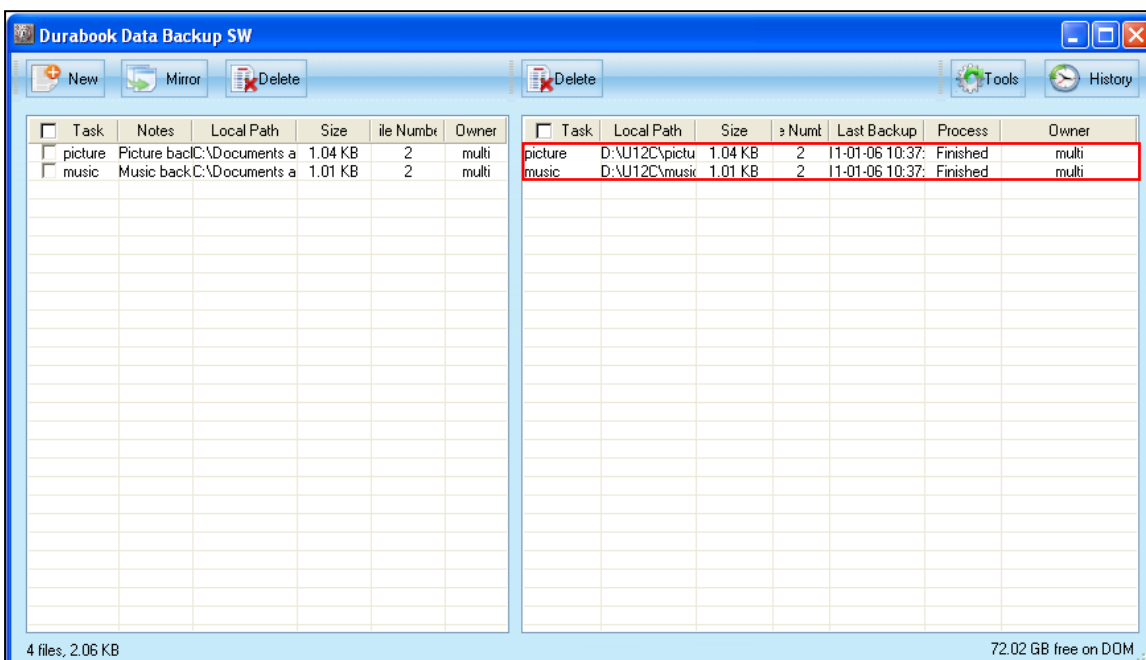 Durabook Data Backup SW
New Mirror Delete Delete Tools History
Task Notes Local Path Size ile Numbe Owner Task Local Path Size e Numt Last Backup Process Owner
picture Picture bacl C:\Documents a 1.04 KB 2 multi picture D:\U12C\pictu 1.04 KB 2 11-01-06 10:37: Finished multi
music Music back C:\Documents a 1.01 KB 2 multi music D:\U12C\music 1.01 KB 2 11-01-06 10:37: Finished multi
4 files, 2.06 KB 72.02 GB free on DOM